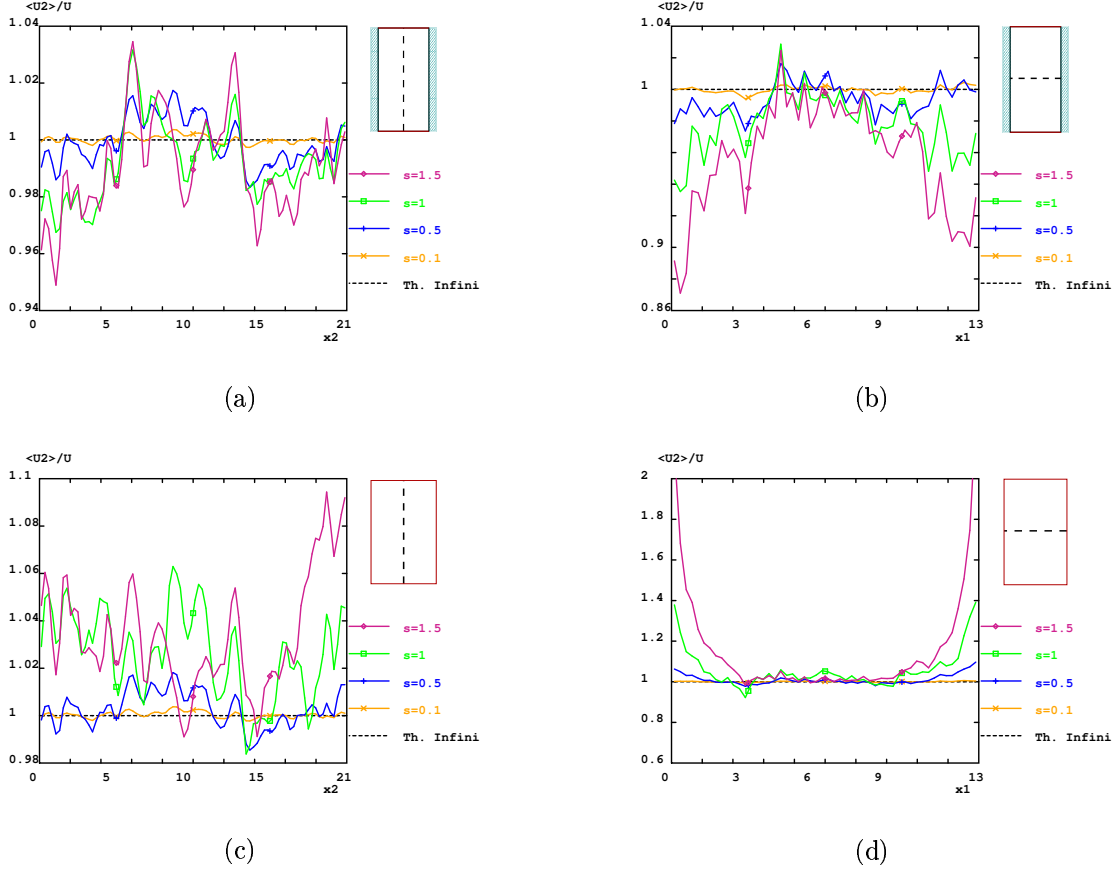 <U2>/U
1.04
1.02
1
0.98
0.96
0.94
0
5
10
15
21
x2
s=1.5
s=1
s=0.5
s=0.1
Th. Infini
(a)
<U2>/U
1.04
1
0.9
0.86
0
3
6
9
13
x1
s=1.5
s=1
s=0.5
s=0.1
Th. Infini
(b)
<U2>/U
1.1
1.08
1.06
1.04
1.02
1
0.98
0
5
10
15
21
x2
s=1.5
s=1
s=0.5
s=0.1
Th. Infini
(c)
<U2>/U
2
1.8
1.6
1.4
1.2
1
0.8
0.6
0
3
6
9
13
x1
s=1.5
s=1
s=0.5
s=0.1
Th. Infini
(d)